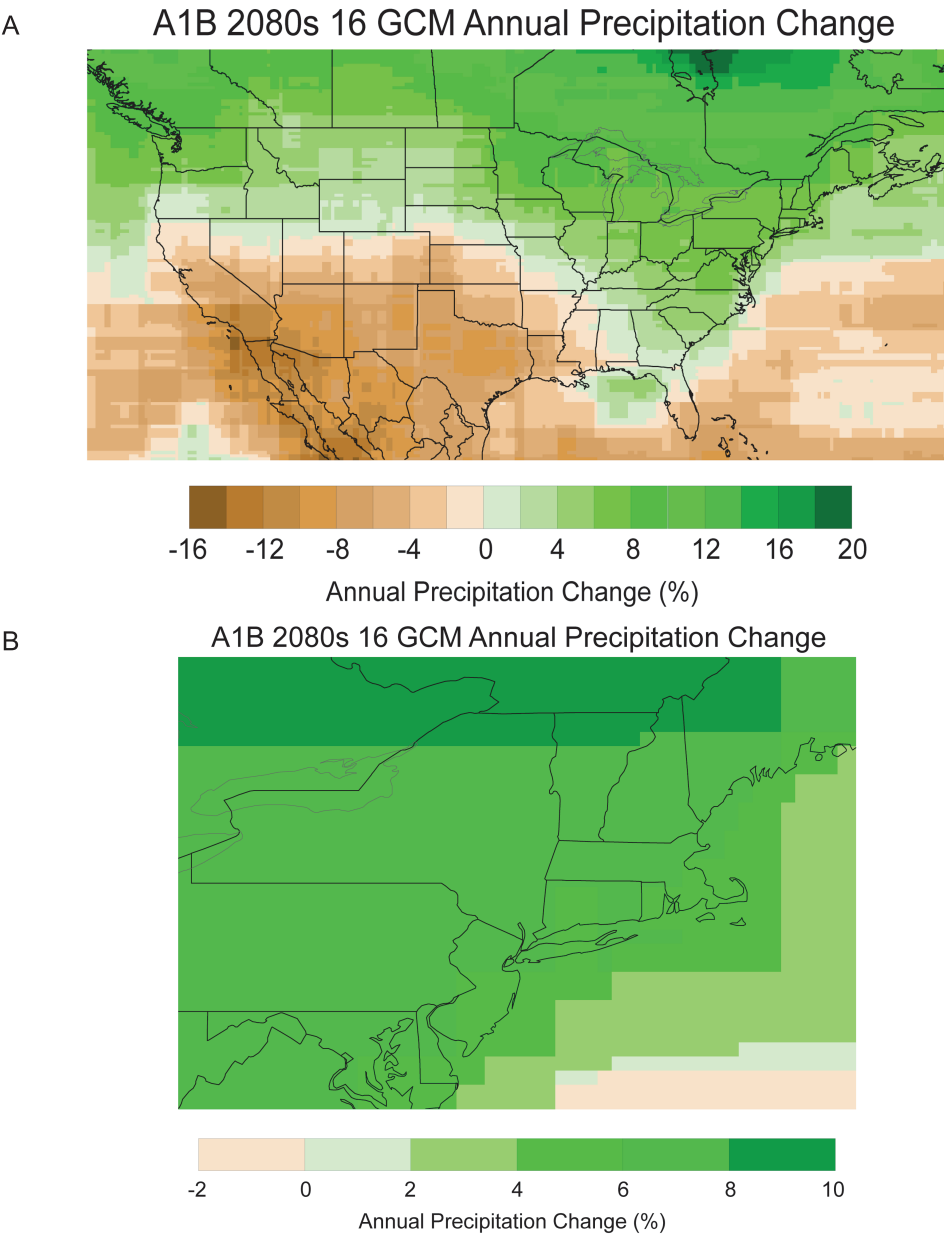 A
A1B 2080s 16 GCM Annual Precipitation Change
-16 -12 -8 -4 0 4 8 12 16 20
Annual Precipitation Change (%)
B
A1B 2080s 16 GCM Annual Precipitation Change
-2 0 2 4 6 8 10
Annual Precipitation Change (%)